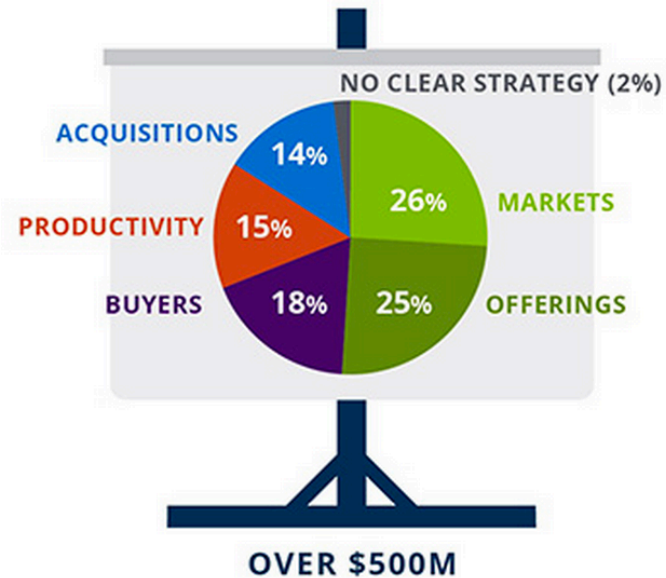 NO CLEAR STRATEGY (2%)
ACQUISITIONS
14%
26%
MARKETS
PRODUCTIVITY
15%
BUYERS
18%
25%
OFFERINGS
OVER $500M